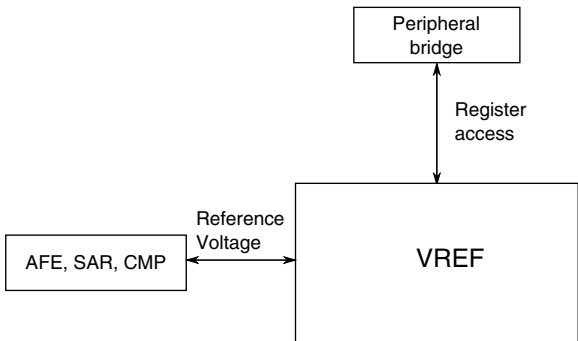 Peripheral
bridge
Register
access
Reference
Voltage
AFE, SAR, CMP
VREF